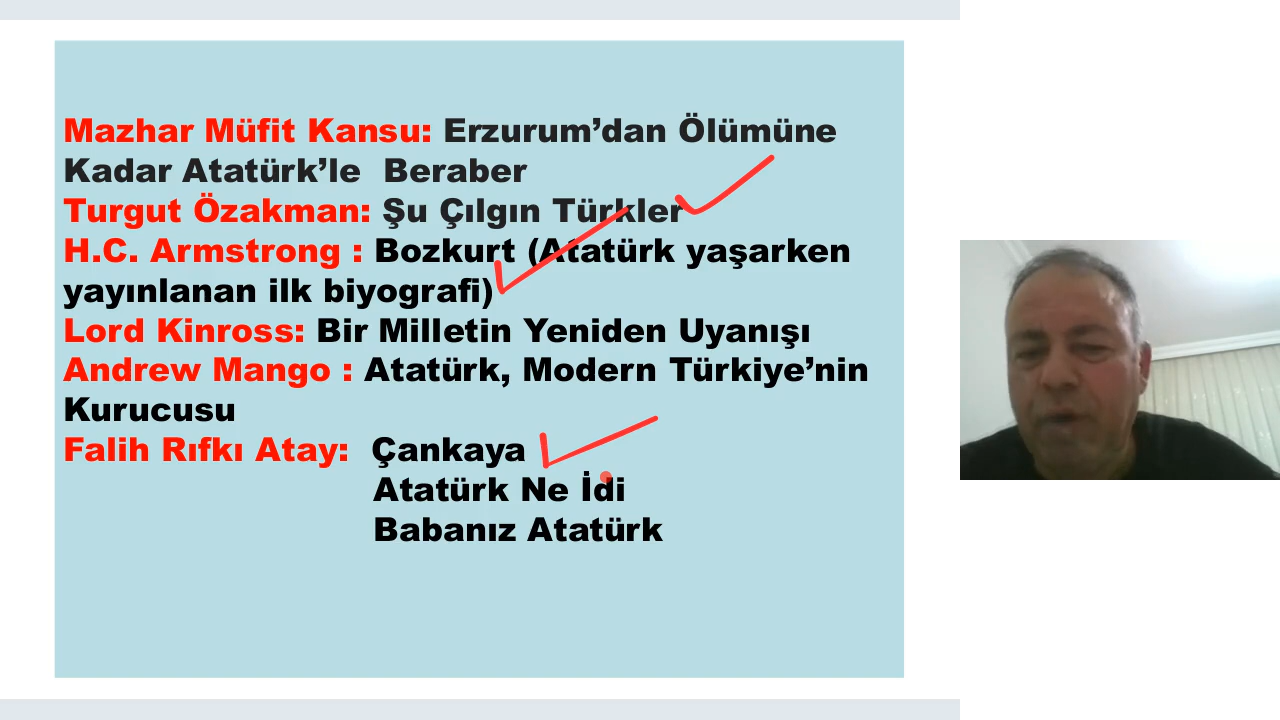 Mazhar Müfit Kansu: Erzurum’dan Ölümüne
Kadar Atatürk’le Beraber
Turgut Özakman: Şu Çılgın Türkler
H.C. Armstrong : Bozkurt (Atatürk yaşarken
yayınlanan ilk biyografi)
Lord Kinross: Bir Milletin Yeniden Uyanışı
Andrew Mango : Atatürk, Modern Türkiye’nin
Kurucusu
Falih Rıfkı Atay: Çankaya
Atatürk Ne İdi
Babanız Atatürk